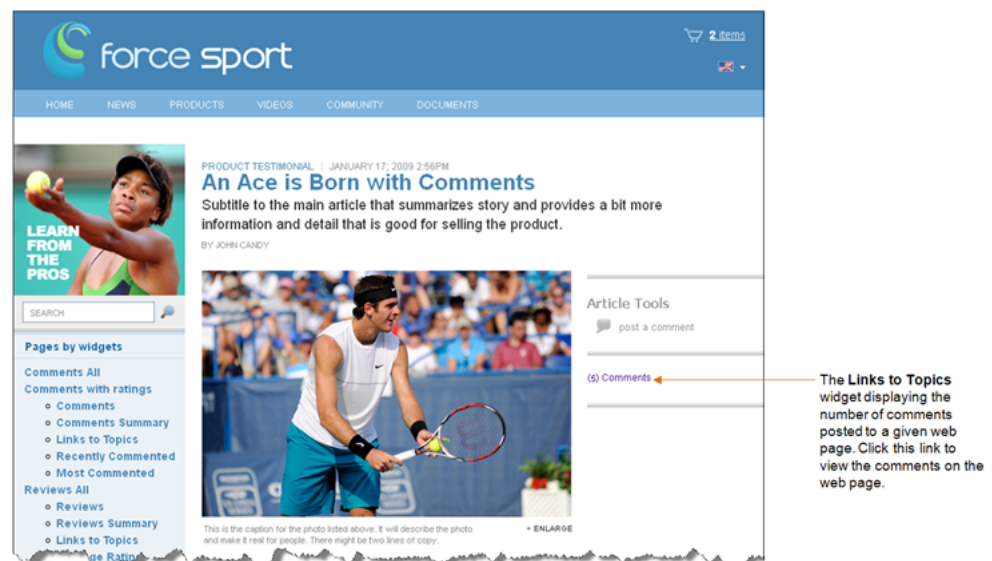 force sport
2 items
HOME NEWS PRODUCTS VIDEOS COMMUNITY DOCUMENTS
LEARN
FROM
THE
PROS
SEARCH
Pages by widgets
Comments All
Comments with ratings
Comments
Comments Summary
Links to Topics
Recently Commented
Most Commented
Reviews All
Reviews
Reviews Summary
Links to Topics
PRODUCT TESTIMONIAL | JANUARY 17, 2009 2:56PM
An Ace is Born with Comments
Subtitle to the main article that summarizes story and provides a bit more
information and detail that is good for selling the product.
BY JOHN CANDY
This is the caption for the photo listed above. It will describe the photo
and make it real for people. There might be two lines of copy.
+ ENLARGE
Article Tools
post a comment
(5) Comments
The Links to Topics
widget displaying the
number of comments
posted to a given web
page. Click this link to
view the comments on the
web page.